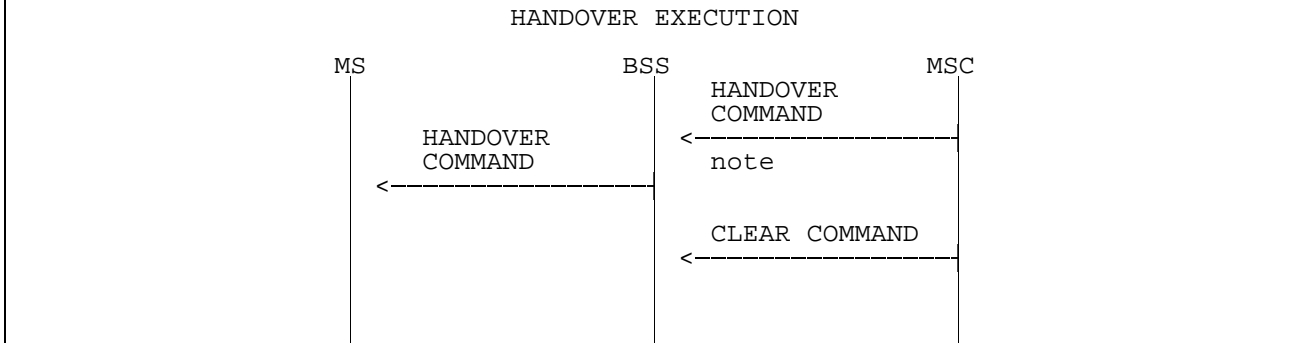 HANDOVER EXECUTION
MS BSS MSC
HANDOVER
COMMAND
HANDOVER
COMMAND
note
CLEAR COMMAND